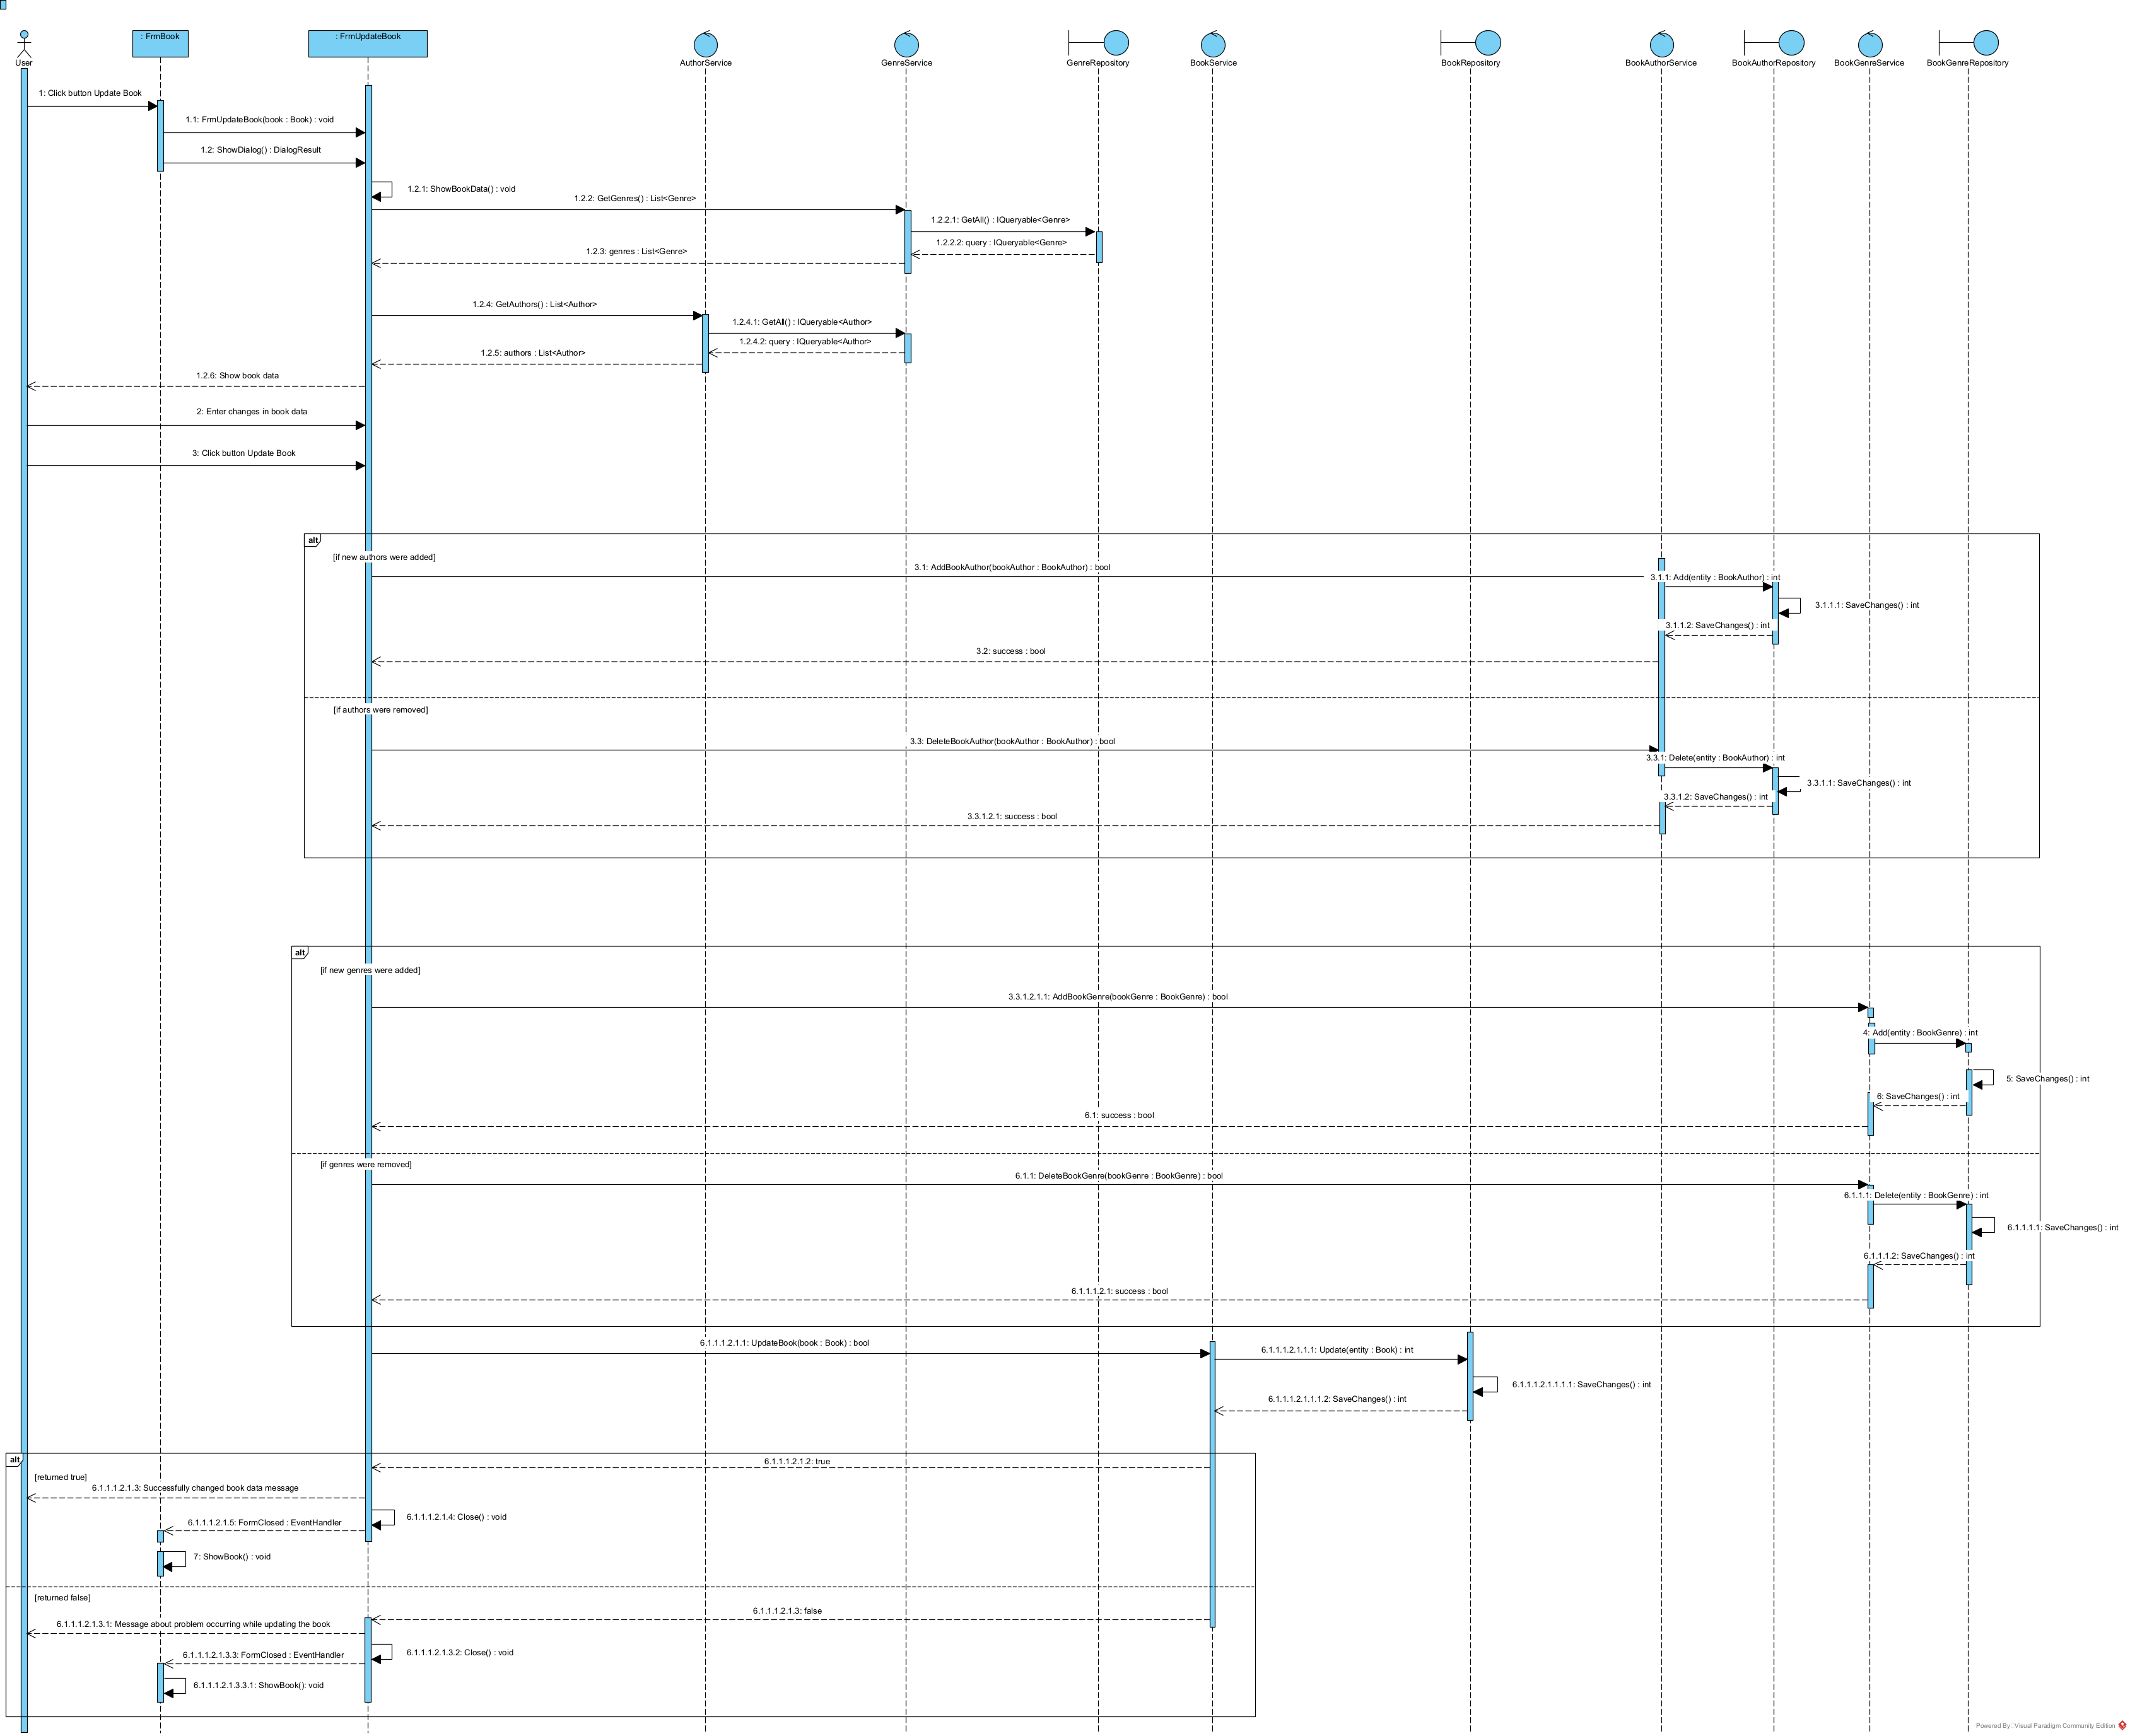 : FrmBook
: FrmUpdateBook
User
AuthorService
GenreService
GenreRepository
BookService
BookRepository
BookAuthorService
BookAuthorRepository
BookGenreService
BookGenreRepository
1: Click button Update Book
1.1: FrmUpdateBook(book : Book) : void
1.2: ShowDialog() : DialogResult
1.2.1: ShowBookData() : void
1.2.2: GetGenres() : List<Genre>
1.2.2.1: GetAll() : IQueryable<Genre>
1.2.2.2: query : IQueryable<Genre>
1.2.3: genres : List<Genre>
1.2.4: GetAuthors() : List<Author>
1.2.4.1: GetAll() : IQueryable<Author>
1.2.4.2: query : IQueryable<Author>
1.2.5: authors : List<Author>
1.2.6: Show book data
2: Enter changes in book data
3: Click button Update Book
alt
[if new authors were added]
3.1: AddBookAuthor(bookAuthor : BookAuthor) : bool
3.1.1: Add(entity : BookAuthor) : int
3.1.1.1: SaveChanges() : int
3.1.1.2: SaveChanges() : int
3.2: success : bool
[if authors were removed]
3.3: DeleteBookAuthor(bookAuthor : BookAuthor) : bool
3.3.1: Delete(entity : BookAuthor) : int
3.3.1.1: SaveChanges() : int
3.3.1.2: SaveChanges() : int
3.3.1.2.1: success : bool
alt
[if new genres were added]
3.3.1.2.1.1: AddBookGenre(bookGenre : BookGenre) : bool
4: Add(entity : BookGenre) : int
5: SaveChanges() : int
6: SaveChanges() : int
6.1: success : bool
[if genres were removed]
6.1.1: DeleteBookGenre(bookGenre : BookGenre) : bool
6.1.1.1: Delete(entity : BookGenre) : int
6.1.1.1.1: SaveChanges() : int
6.1.1.1.2: SaveChanges() : int
6.1.1.1.2.1: success : bool
6.1.1.1.2.1.1: UpdateBook(book : Book) : bool
6.1.1.1.2.1.1.1: Update(entity : Book) : int
6.1.1.1.2.1.1.1.1: SaveChanges() : int
6.1.1.1.2.1.1.1.2: SaveChanges() : int
alt
6.1.1.1.2.1.2: true
[returned true]
6.1.1.1.2.1.3: Successfully changed book data message
6.1.1.1.2.1.4: Close() : void
6.1.1.1.2.1.5: FormClosed : EventHandler
7: ShowBook() : void
[returned false]
6.1.1.1.2.1.3: false
6.1.1.1.2.1.3.1: Message about problem occurring while updating the book
6.1.1.1.2.1.3.2: Close() : void
6.1.1.1.2.1.3.3: FormClosed : EventHandler
6.1.1.1.2.1.3.3.1: ShowBook(): void
Powered By: Visual Paradigm Community Edition